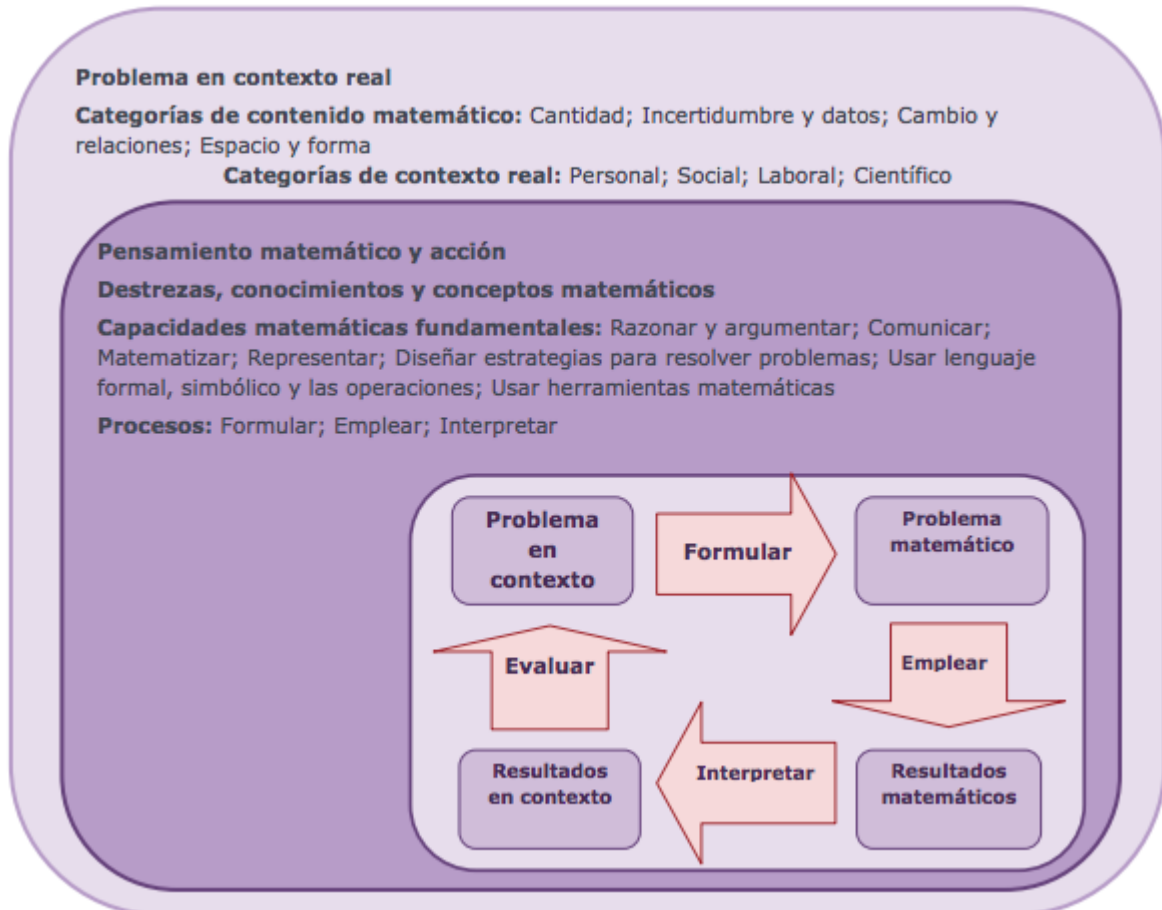 Problema en contexto real
Categorías de contenido matemático: Cantidad; Incertidumbre y datos; Cambio y
relaciones; Espacio y forma
Categorías de contexto real: Personal; Social; Laboral; Científico
Pensamiento matemático y acción
Destrezas, conocimientos y conceptos matemáticos
Capacidades matemáticas fundamentales: Razonar y argumentar; Comunicar;
Matematizar; Representar; Diseñar estrategias para resolver problemas; Usar lenguaje
formal, simbólico y las operaciones; Usar herramientas matemáticas
Procesos: Formular; Emplear; Interpretar
Problema
en
contexto
Formular
Problema
matemático
Evaluar
Emplear
Resultados
en contexto
Interpretar
Resultados
matemáticos